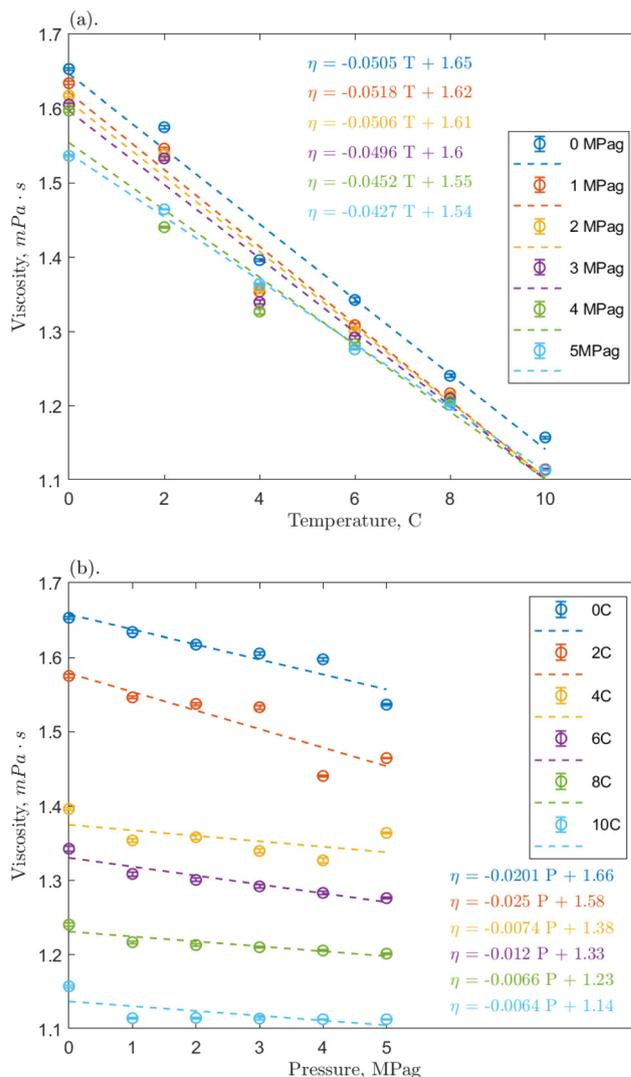 (a).
1.7
η = -0.0505 T + 1.65
η = -0.0518 T + 1.62
1.6
η = -0.0506 T + 1.61
η = -0.0496 T + 1.6
0 MPag
η = -0.0452 T + 1.55
1 MPag
1.5
η = -0.0427 T + 1.54
2 MPag
Viscosity, mPa · s
1.4
3 MPag
4 MPag
1.3
5MPag
1.2
1.1
0 2 4 6 8 10
Temperature, C
(b).
1.7
0C
1.6
2C
4C
1.5
6C
Viscosity, mPa · s
8C
1.4
10C
η = -0.0201 P + 1.66
1.3
η = -0.025 P + 1.58
η = -0.0074 P + 1.38
1.2
η = -0.012 P + 1.33
η = -0.0066 P + 1.23
η = -0.0064 P + 1.14
1.1
0 1 2 3 4 5
Pressure, MPag